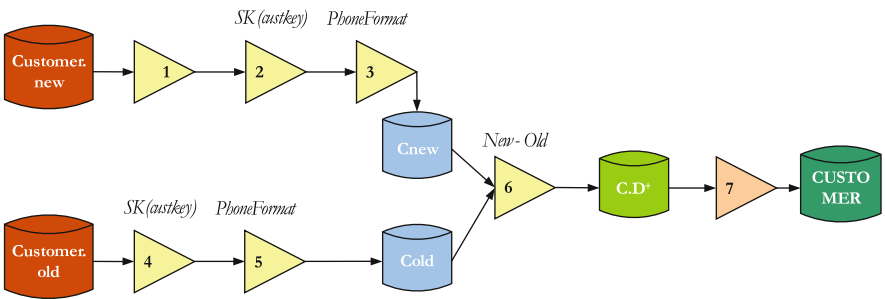 SK(custkey) PhoneFormat
Customer.
new
1
2
3
Cnew
New - Old
6
C.D+
7
CUSTO
MER
SK(custkey) PhoneFormat
Customer.
old
4
5
Cold